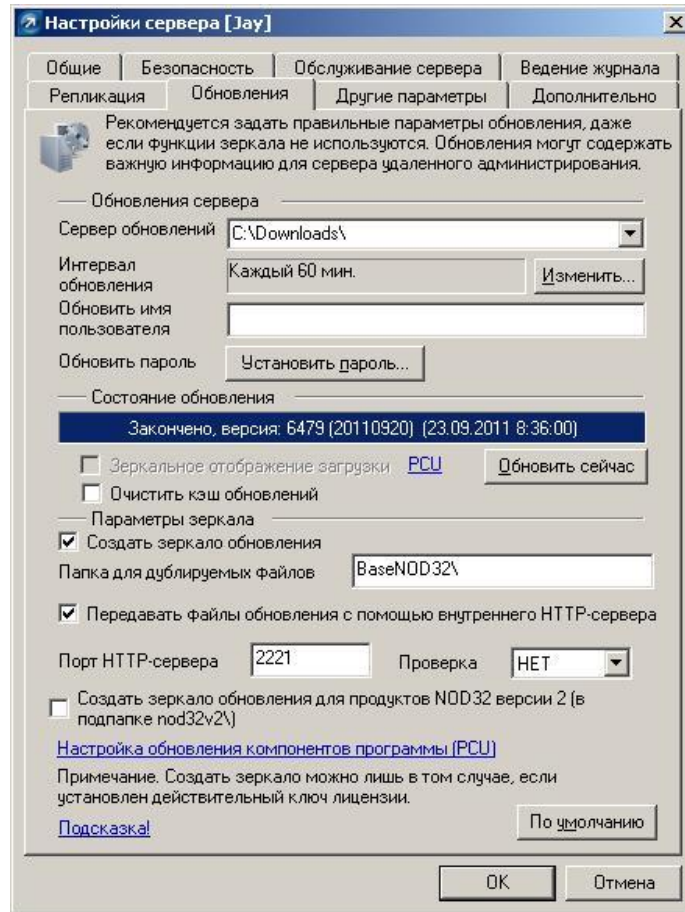 Настройки сервера [Jay]
Общие
Безопасность
Обслуживание сервера
Ведение журнала
Репликация
Обновления
Другие параметры
Дополнительно
Рекомендуется задать правильные параметры обновления, даже
если функции зеркала не используются. Обновления могут содержать
важную информацию для сервера удаленного администрирования.
Обновления сервера
Сервер обновлений
C:\Downloads\
Интервал
обновления
Каждый 60 мин.
Изменить...
Обновить имя
пользователя
Обновить пароль
Установить пароль...
Состояние обновления
Закончено, версия: 6479 (20110920) (23.09.2011 8:36:00)
Зеркальное отображение загрузки
PCU
Обновить сейчас
Очистить кэш обновлений
Параметры зеркала
Создать зеркало обновления
Папка для дублируемых файлов
BaseNOD32\
Передавать файлы обновления с помощью внутреннего HTTP-сервера
Порт HTTP-сервера
2221
Проверка
НЕТ
Создать зеркало обновления для продуктов NOD32 версии 2 (в
подпапке nod32v2\)
Настройка обновления компонентов программы (PCU)
Примечание. Создать зеркало можно лишь в том случае, если
установлен действительный ключ лицензии.
Подсказка!
По умолчанию
OK
Отмена